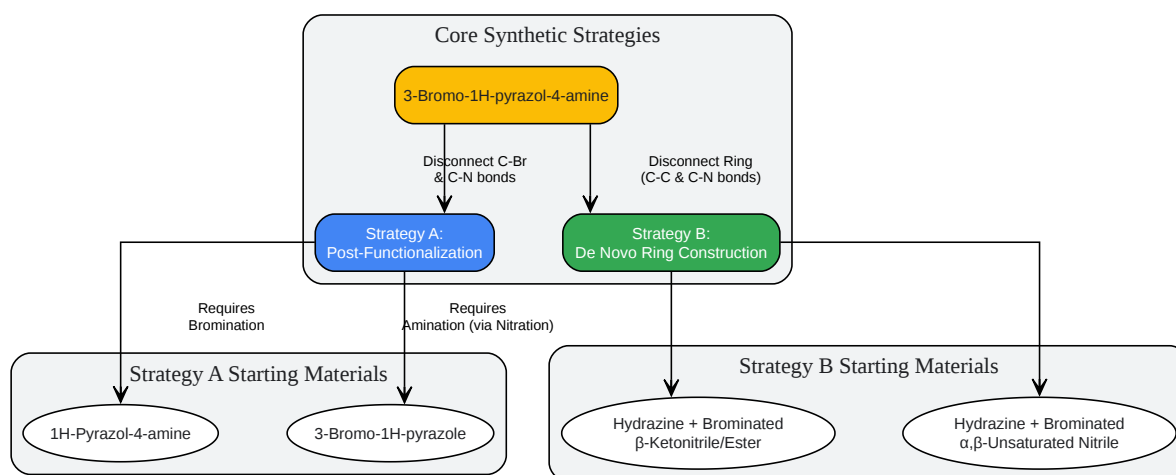 Core Synthetic Strategies
3-Bromo-1H-pyrazol-4-amine
Disconnect C-Br
& C-N bonds
Disconnect Ring
(C-C & C-N bonds)
Strategy A:
Post-Functionalization
Strategy B:
De Novo Ring Construction
Requires
Bromination
Requires
Amination (via Nitration)
Strategy A Starting Materials
1H-Pyrazol-4-amine
3-Bromo-1H-pyrazole
Strategy B Starting Materials
Hydrazine + Brominated
β-Ketonitrile/Ester
Hydrazine + Brominated
α,β-Unsaturated Nitrile